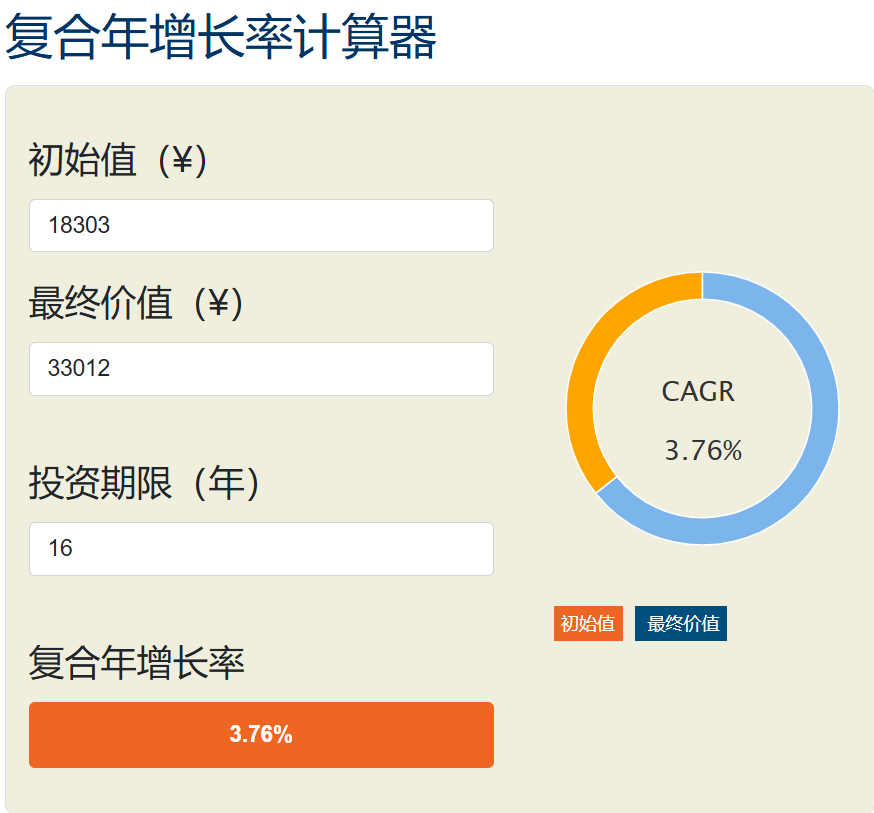 复合年增长率计算器
初始值（¥）
18303
最终价值（¥）
33012
投资期限（年）
16
复合年增长率
3.76%
CAGR
3.76%
初始值
最终价值